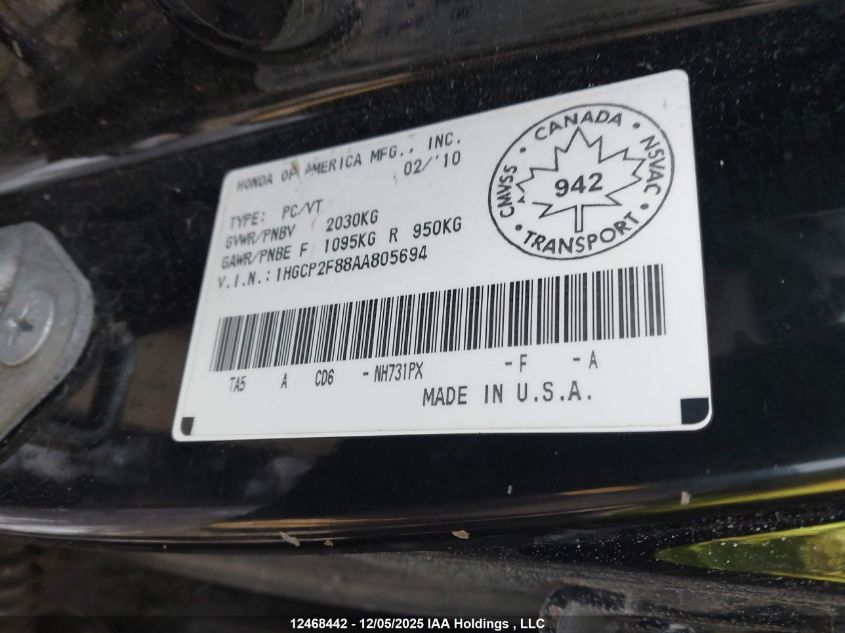 HONDA OF AMERICA MFG., INC.
02/'10
TYPE: PC/VT
GVWR/PNBV 2030KG
GAWR/PNBE F 1095KG R 950KG
V.I.N.:1HGCP2F88AA805694
CMVSS • CANADA • NSVAC • TRANSPORT •
942
TA5 A CD6 -NH731PX -F -A
MADE IN U.S.A.
12468442 - 12/05/2025 IAA Holdings , LLC